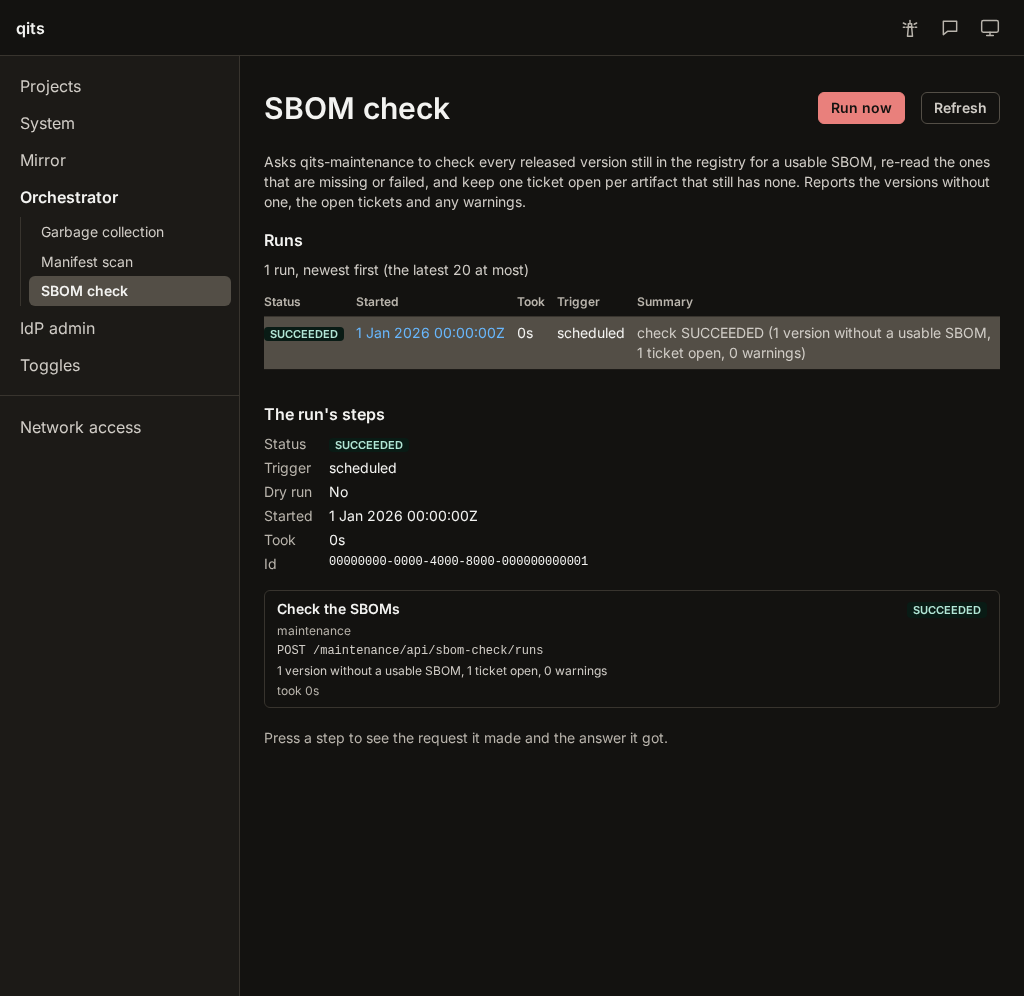 qits
Projects
System
Mirror
Orchestrator
Garbage collection
Manifest scan
SBOM check
IdP admin
Toggles
Network access
SBOM check
Run now
Refresh
Asks qits-maintenance to check every released version still in the registry for a usable SBOM, re-read the ones
that are missing or failed, and keep one ticket open per artifact that still has none. Reports the versions without
one, the open tickets and any warnings.
Runs
1 run, newest first (the latest 20 at most)
Status Started Took Trigger Summary
SUCCEEDED 1 Jan 2026 00:00:00Z 0s scheduled check SUCCEEDED (1 version without a usable SBOM,
1 ticket open, 0 warnings)
The run's steps
Status SUCCEEDED
Trigger scheduled
Dry run No
Started 1 Jan 2026 00:00:00Z
Took 0s
Id 00000000-0000-4000-8000-000000000001
Check the SBOMs SUCCEEDED
maintenance
POST /maintenance/api/sbom-check/runs
1 version without a usable SBOM, 1 ticket open, 0 warnings
took 0s
Press a step to see the request it made and the answer it got.